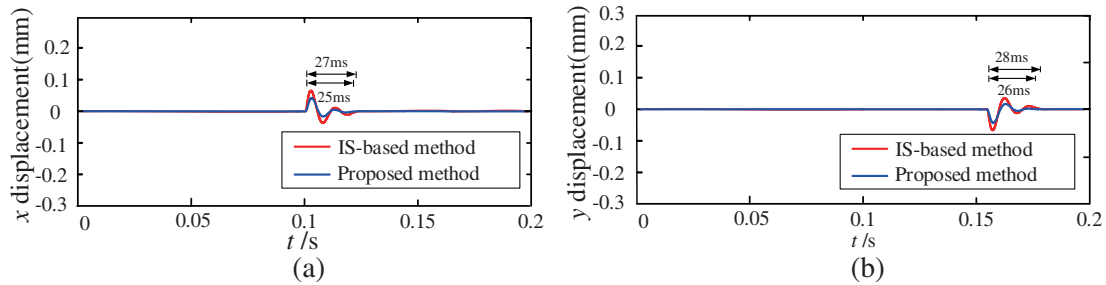 x displacement(mm)
0.2
0.1
0
-0.1
-0.2
-0.3
27ms
25ms
IS-based method
Proposed method
0
0.05
0.1
0.15
0.2
t /s
(a)
y displacement(mm)
0.3
0.2
0.1
0
-0.1
-0.2
-0.3
28ms
26ms
IS-based method
Proposed method
0
0.05
0.1
0.15
0.2
t /s
(b)